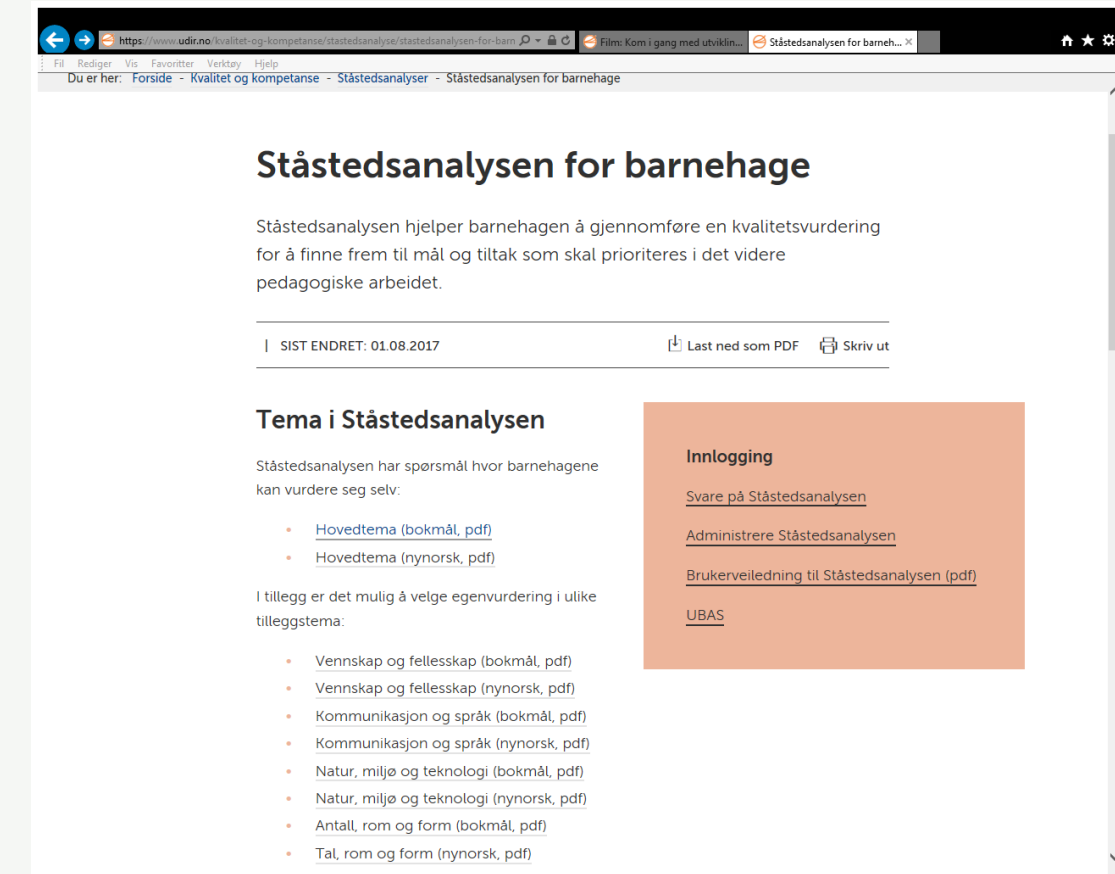 https://www.udir.no/kvalitet-og-kompetanse/stastedsanalyse/stastedsanalysen-for-barn
Film: Kom i gang med utviklin...
Ståstedsanalysen for barneh...
Fil Rediger Vis Favoritter Verktøy Hjelp
Du er her: Forside - Kvalitet og kompetanse - Ståstedsanalyser - Ståstedsanalysen for barnehage
Ståstedsanalysen for barnehage
Ståstedsanalysen hjelper barnehagen å gjennomføre en kvalitetsvurdering
for å finne frem til mål og tiltak som skal prioriteres i det videre
pedagogiske arbeidet.
| SIST ENDRET: 01.08.2017
Last ned som PDF
Skriv ut
Tema i Ståstedsanalysen
Ståstedsanalysen har spørsmål hvor barnehagene
kan vurdere seg selv:
• Hovedtema (bokmål, pdf)
• Hovedtema (nynorsk, pdf)
I tillegg er det mulig å velge egenvurdering i ulike
tilleggstema:
• Vennskap og fellesskap (bokmål, pdf)
• Vennskap og fellesskap (nynorsk, pdf)
• Kommunikasjon og språk (bokmål, pdf)
• Kommunikasjon og språk (nynorsk, pdf)
• Natur, miljø og teknologi (bokmål, pdf)
• Natur, miljø og teknologi (nynorsk, pdf)
• Antall, rom og form (bokmål, pdf)
• Tal, rom og form (nynorsk, pdf)
Innlogging
Svare på Ståstedsanalysen
Administrere Ståstedsanalysen
Brukerveiledning til Ståstedsanalysen (pdf)
UBAS